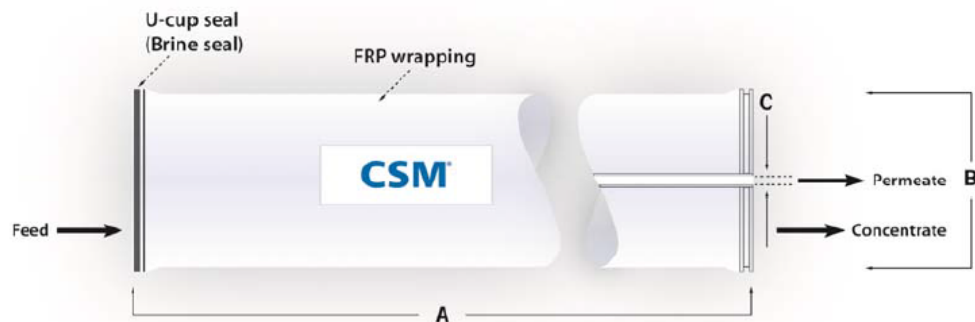 U-cup seal
(Brine seal)
FRP wrapping
C
CSM®
Permeate
B
Feed
Concentrate
A